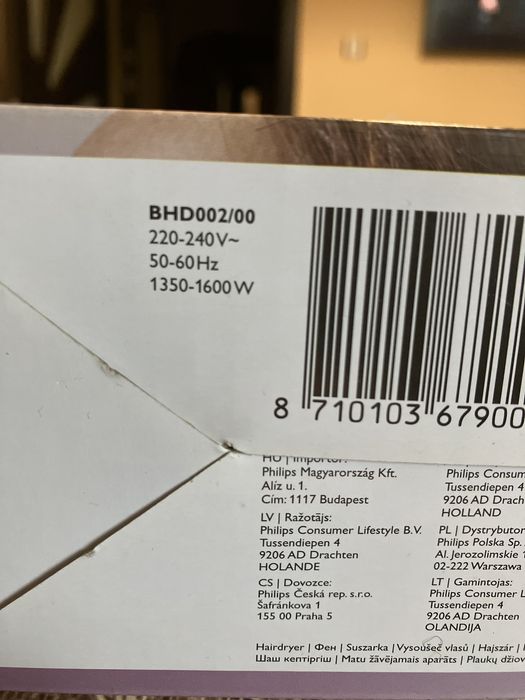 BHD002/00
220-240V~
50-60Hz
1350-1600W
8 710103 67900
HU | Importőr:
Philips Magyarország Kft.
Alíz u. 1.
Cím: 1117 Budapest
LV | Ražotājs:
Philips Consumer Lifestyle B.V.
Tussendiepen 4
9206 AD Drachten
HOLANDE
CS | Dovozce:
Philips Česká rep. s.r.o.
Šafránkova 1
155 00 Praha 5
Philips Consum
Tussendiepen 4
9206 AD Drach
HOLLAND
PL | Dystrybutor
Philips Polska Sp.
Al. Jerozolimskie 1
02-222 Warszawa
LT | Gamintojas:
Philips Consumer L
Tussendiepen 4
9206 AD Drachten
OLANDIJA
Hairdryer | Фен | Suszarka | Vysoušeč vlasů | Hajszár |
Шаш кептіргіш | Matu žāvējamais aparāts | Plaukų džiov